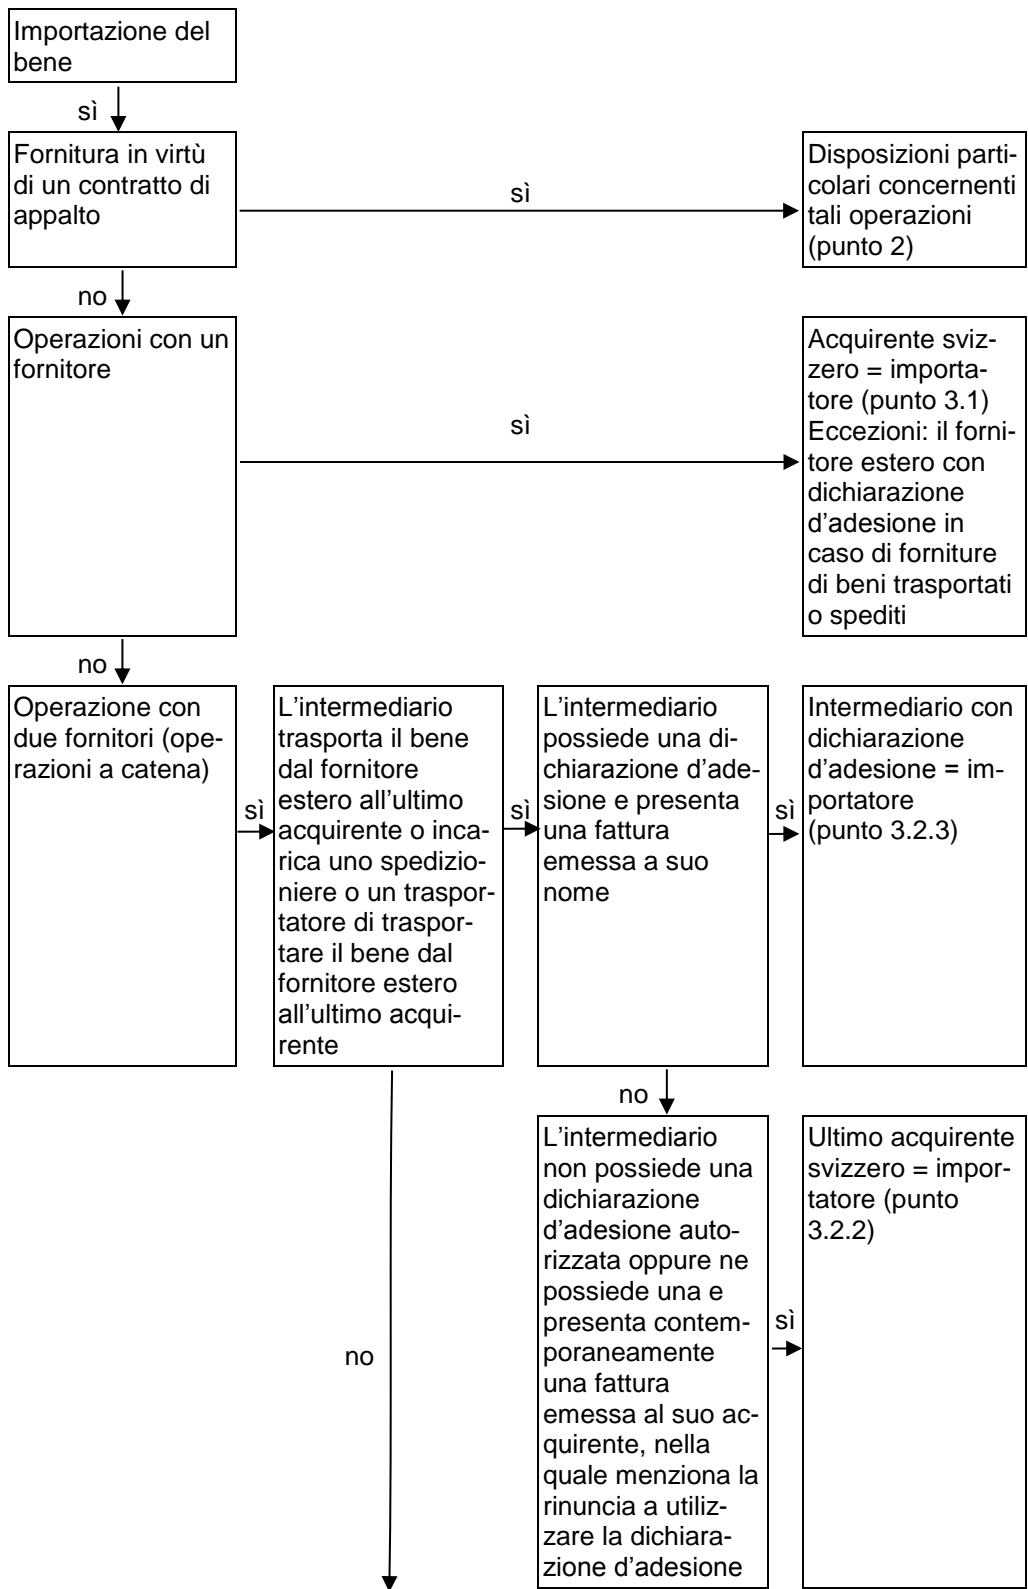 Importazione del
bene
sì
Fornitura in virtù
di un contratto di
appalto
sì
Disposizioni parti-
colari concernenti
tali operazioni
(punto 2)
no
Operazioni con un
fornitore
sì
Acquirente sviz-
zero = importa-
tore (punto 3.1)
Eccezioni: il forni-
tore estero con
dichiarazione
d'adesione in
caso di forniture
di beni trasportati
o spediti
no
Operazione con
due fornitori (ope-
razioni a catena)
sì
L'intermediario
trasporta il bene
dal fornitore
estero all'ultimo
acquirente o inca-
rica uno spedizio-
niere o un traspor-
tatore di traspor-
tare il bene dal
fornitore estero
all'ultimo acqui-
rente
sì
L'intermediario
possiede una di-
chiarazione d'ade-
sione e presenta
una fattura
emessa a suo
nome
sì
Intermediario con
dichiarazione
d'adesione = im-
portatore
(punto 3.2.3)
no
L'intermediario
non possiede una
dichiarazione
d'adesione auto-
rizzata oppure ne
possiede una e
presenta contem-
poraneamente
una fattura
emessa al suo ac-
quirente, nella
quale menziona la
rinuncia a utiliz-
zare la dichiara-
zione d'adesione
sì
Ultimo acquirente
svizzero = impor-
tatore (punto
3.2.2)
no